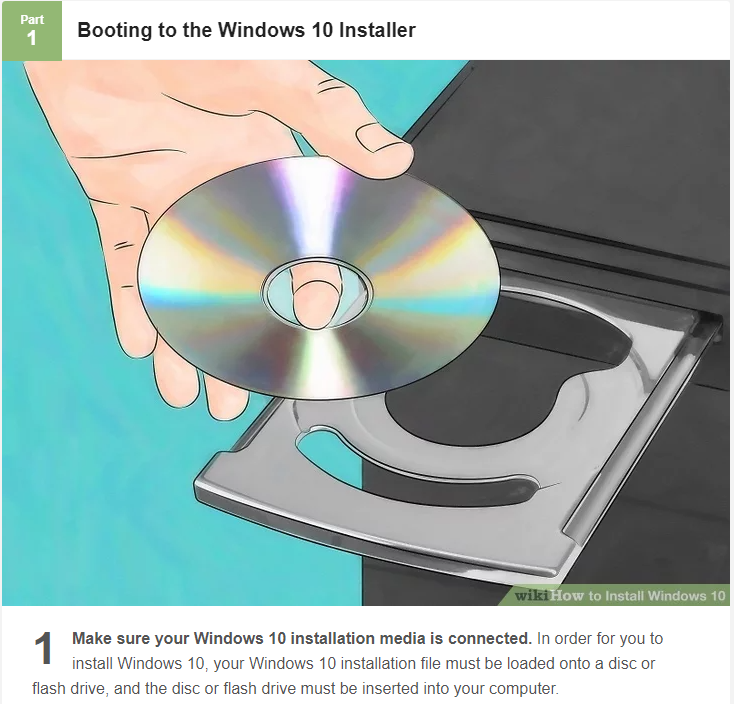 Part
1
Booting to the Windows 10 Installer
wikiHow to Install Windows 10
1
Make sure your Windows 10 installation media is connected. In order for you to
install Windows 10, your Windows 10 installation file must be loaded onto a disc or
flash drive, and the disc or flash drive must be inserted into your computer.